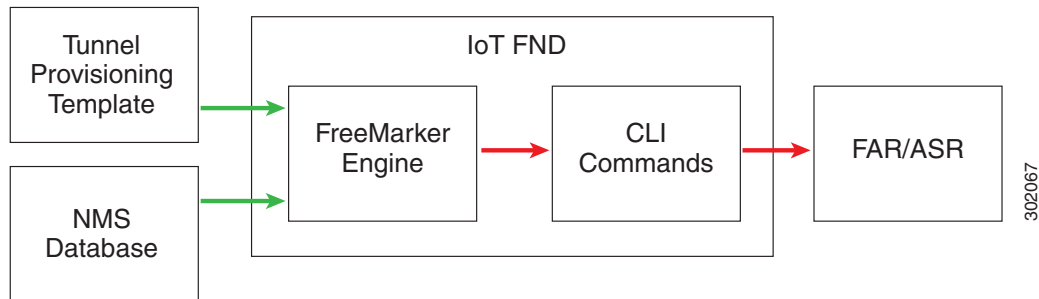 Tunnel
Provisioning
Template
NMS
Database
IoT FND
FreeMarker
Engine
CLI
Commands
FAR/ASR
302067